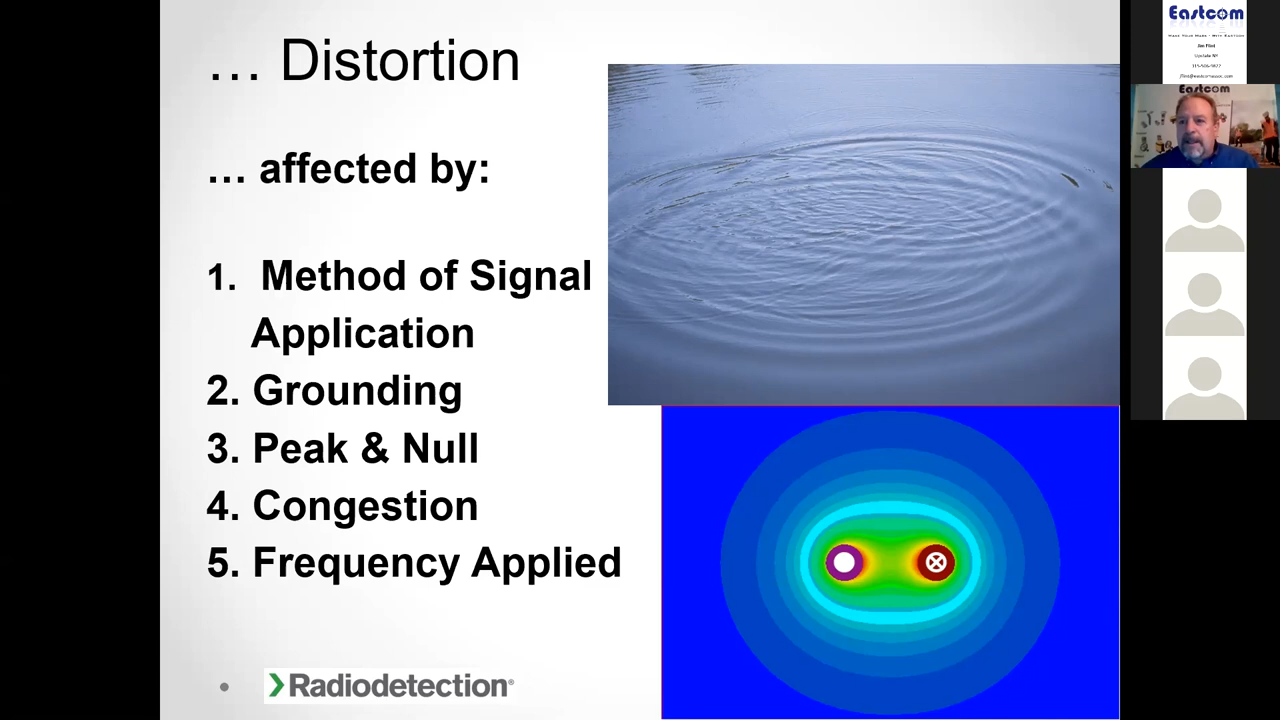 … Distortion
… affected by:
1. Method of Signal
Application
2. Grounding
3. Peak & Null
4. Congestion
5. Frequency Applied
Radiodetection®
Eastcom
Eastcom